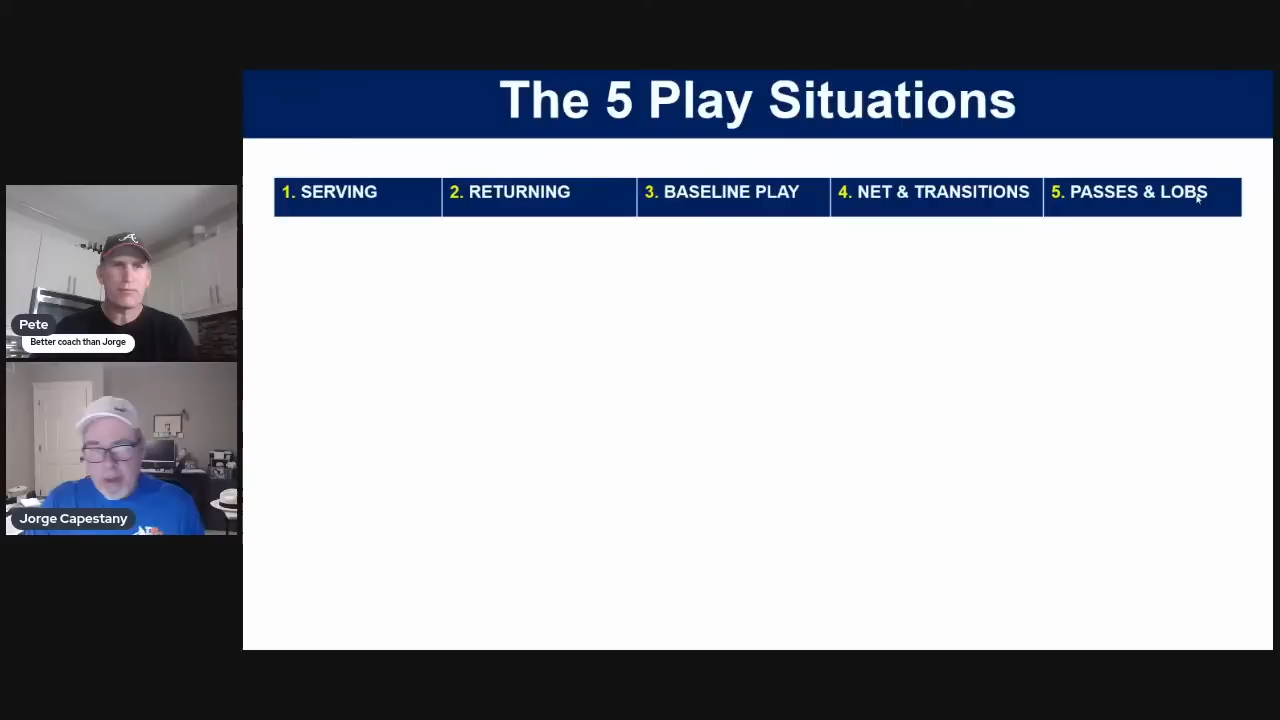 The 5 Play Situations
1. SERVING 2. RETURNING 3. BASELINE PLAY 4. NET & TRANSITIONS 5. PASSES & LOBS
A
Pete
Better coach than Jorge
Jorge Capestany